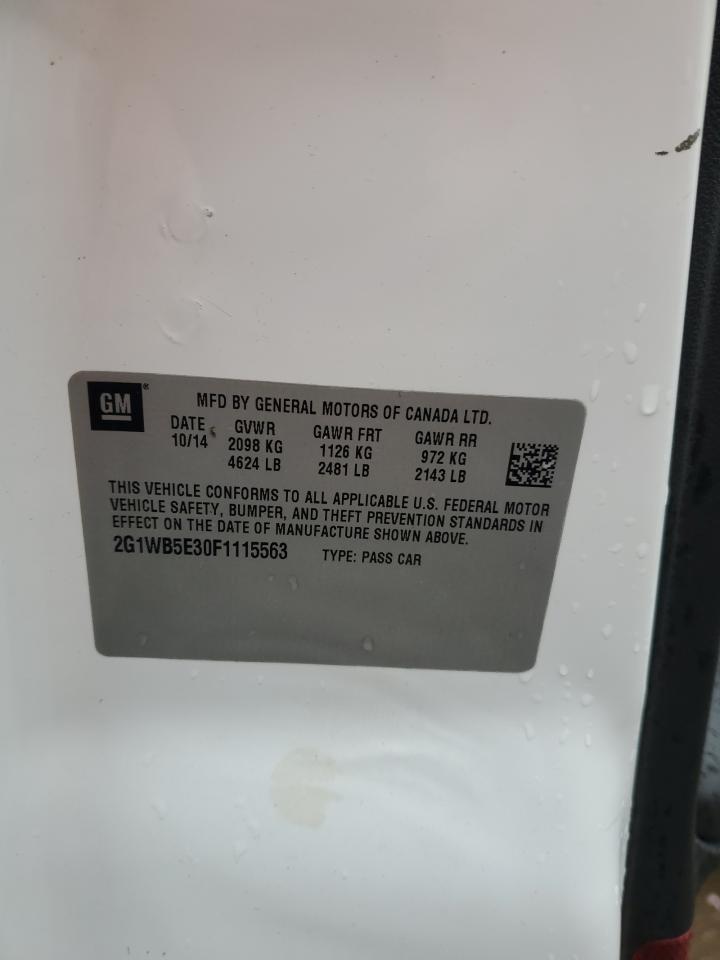 GM®
MFD BY GENERAL MOTORS OF CANADA LTD.
DATE GVWR GAWR FRT GAWR RR
10/14 2098 KG 1126 KG 972 KG
4624 LB 2481 LB 2143 LB
THIS VEHICLE CONFORMS TO ALL APPLICABLE U.S. FEDERAL MOTOR
VEHICLE SAFETY, BUMPER, AND THEFT PREVENTION STANDARDS IN
EFFECT ON THE DATE OF MANUFACTURE SHOWN ABOVE.
2G1WB5E30F1115563 TYPE: PASS CAR